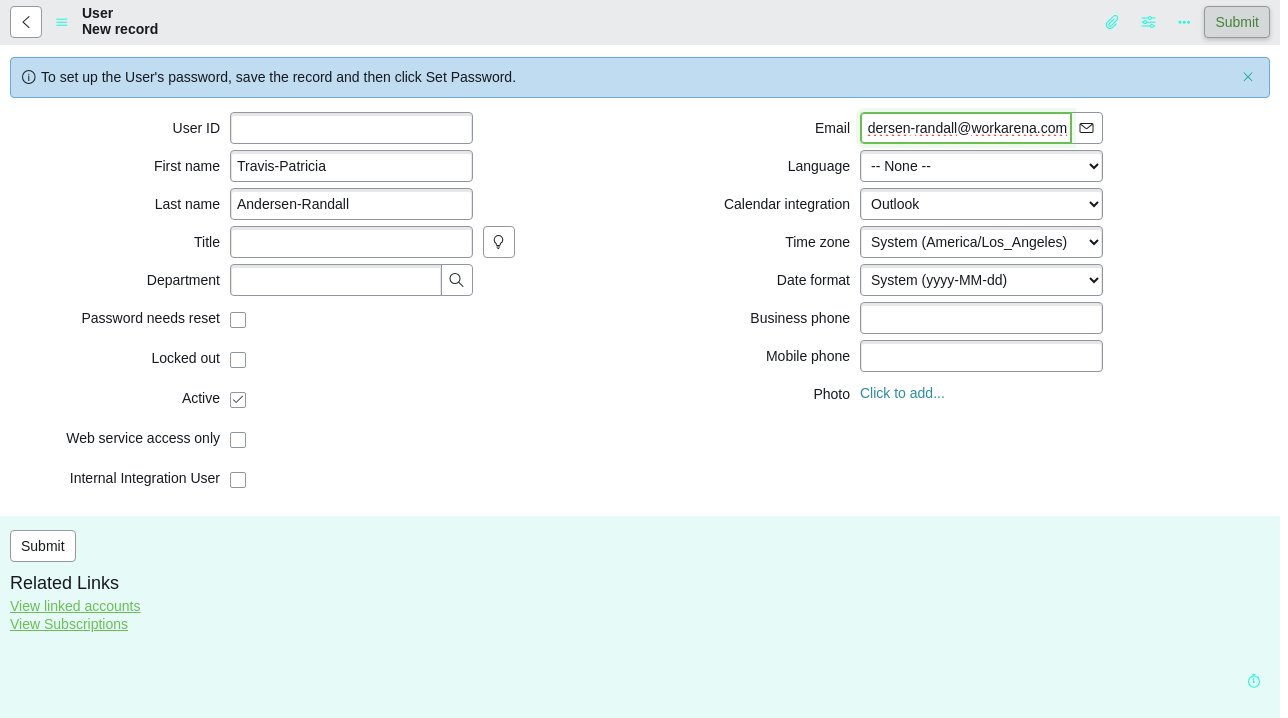 User
New record
Submit
To set up the User's password, save the record and then click Set Password.
User ID
First name Travis-Patricia
Last name Andersen-Randall
Title
Department
Password needs reset
Locked out
Active
Web service access only
Internal Integration User
Email dersen-randall@workarena.com
Language -- None --
Calendar integration Outlook
Time zone System (America/Los_Angeles)
Date format System (yyyy-MM-dd)
Business phone
Mobile phone
Photo Click to add...
Submit
Related Links
View linked accounts
View Subscriptions